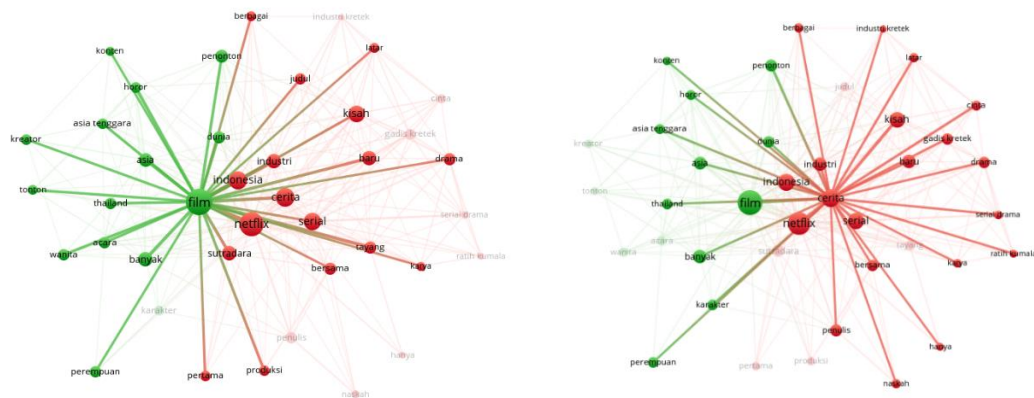 berbagai
industri kretek
latar
konten
penonton
horor
judul
cinta
kisah
asia tenggara
kreator
dunia
gadis kretek
asia
industri
baru
drama
indonesia
tonton
thailand
film
cerita
serial drama
netflix
serial
acara
wanita
banyak
sutradara
tayang
ratih kumala
bersama
karya
karakter
penulis
hanya
perempuan
pertama
produksi
naskah
berbagai
industri kretek
konten
penonton
latar
horor
judul
cinta
kisah
asia tenggara
dunia
gadis kretek
kreator
asia
industri
baru
drama
indonesia
tonton
thailand
film
cerita
serial drama
netflix
serial
acara
wanita
banyak
sutradara
tayang
ratih kumala
bersama
karya
karakter
penulis
hanya
perempuan
pertama
produksi
naskah